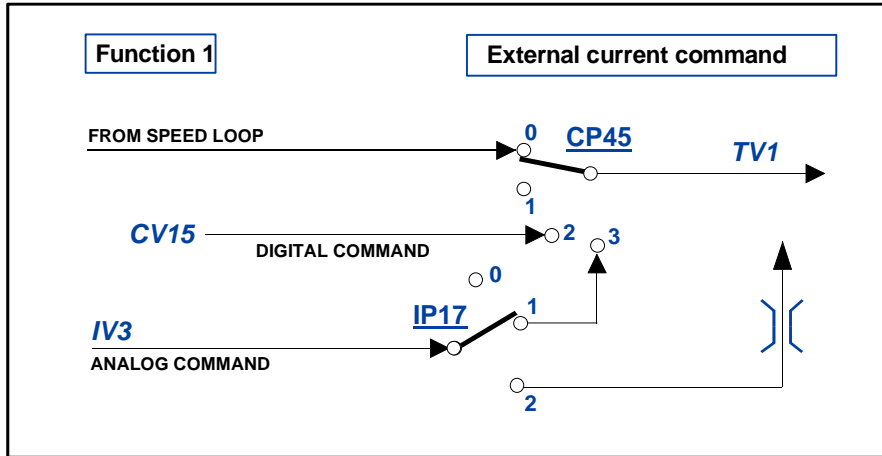 Function 1
External current command
FROM SPEED LOOP
0
CP45
TV1
1
CV15
DIGITAL COMMAND
2
3
0
IP17
1
IV3
ANALOG COMMAND
2